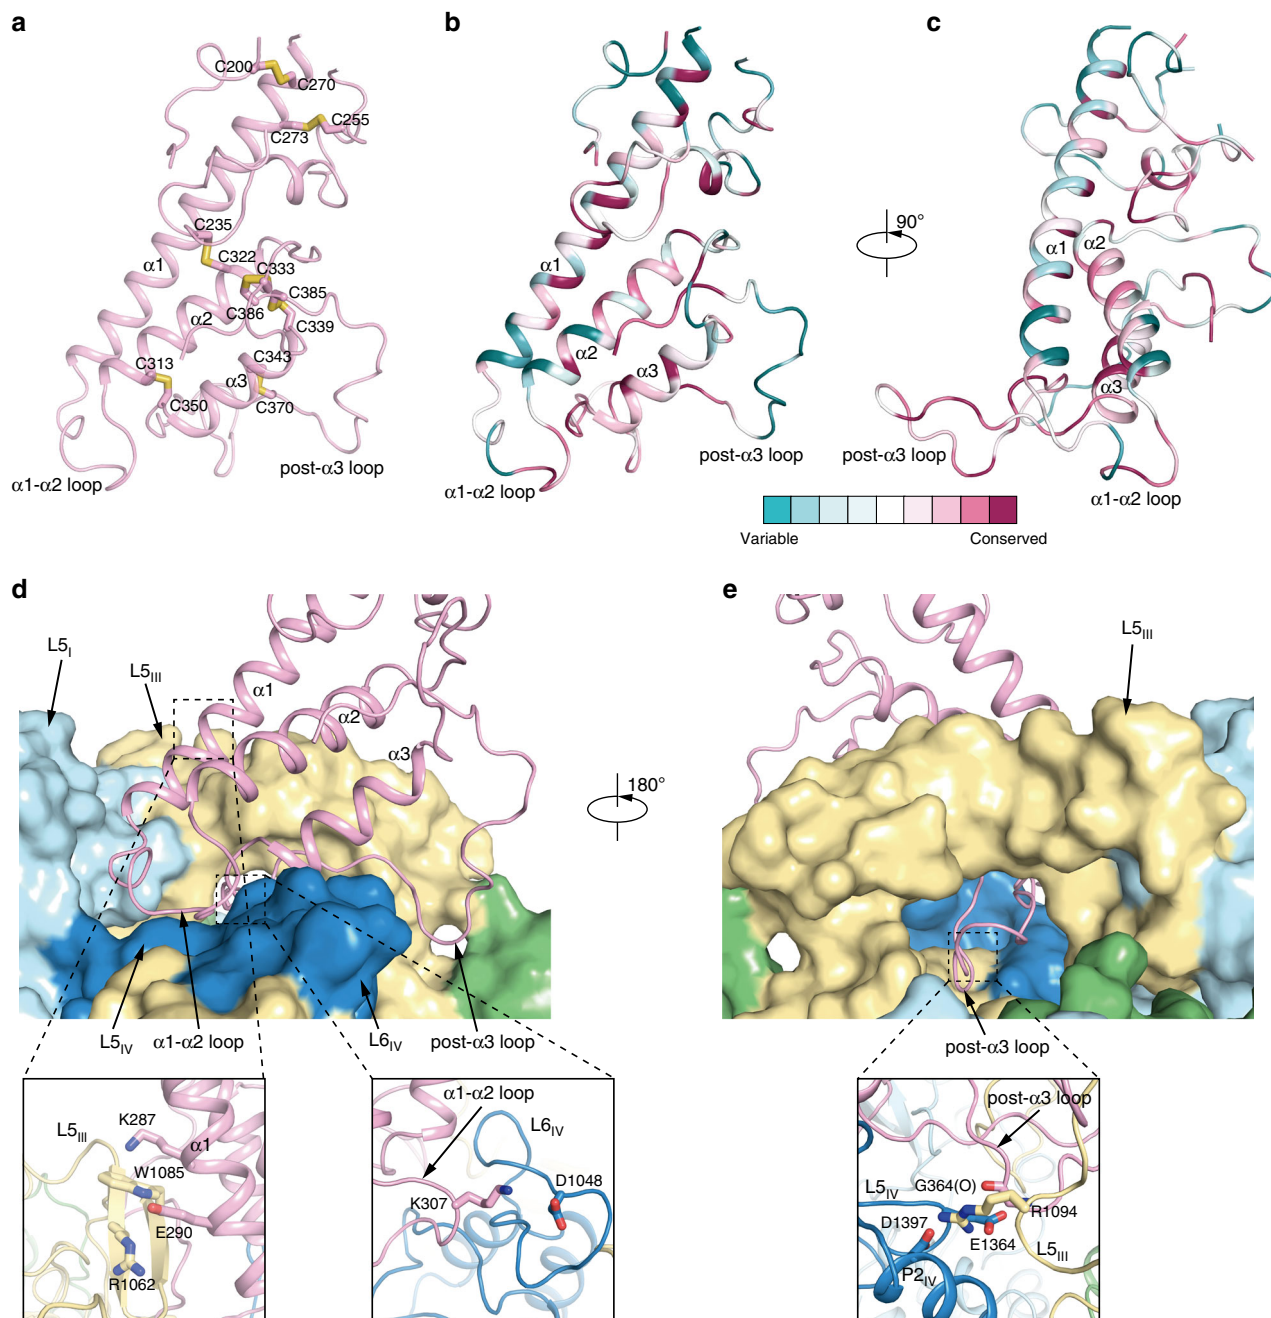 a
b
c
C200
C270
C255
C273
C235
C322
C333
C385
C386
C339
C343
C313
C350
C370
α1
α2
α3
α1-α2 loop
post-α3 loop
α1
α2
α3
α1-α2 loop
post-α3 loop
90°
α1
α2
α3
post-α3 loop
α1-α2 loop
Variable
Conserved
d
e
L5I
L5III
α1
α2
α3
180°
L5III
L5IV
α1-α2 loop
L6IV
post-α3 loop
post-α3 loop
K287
L5III
α1
W1085
E290
R1062
α1-α2 loop
L6IV
D1048
K307
post-α3 loop
L5IV
G364(O)
R1094
D1397
E1364
L5III
P2IV